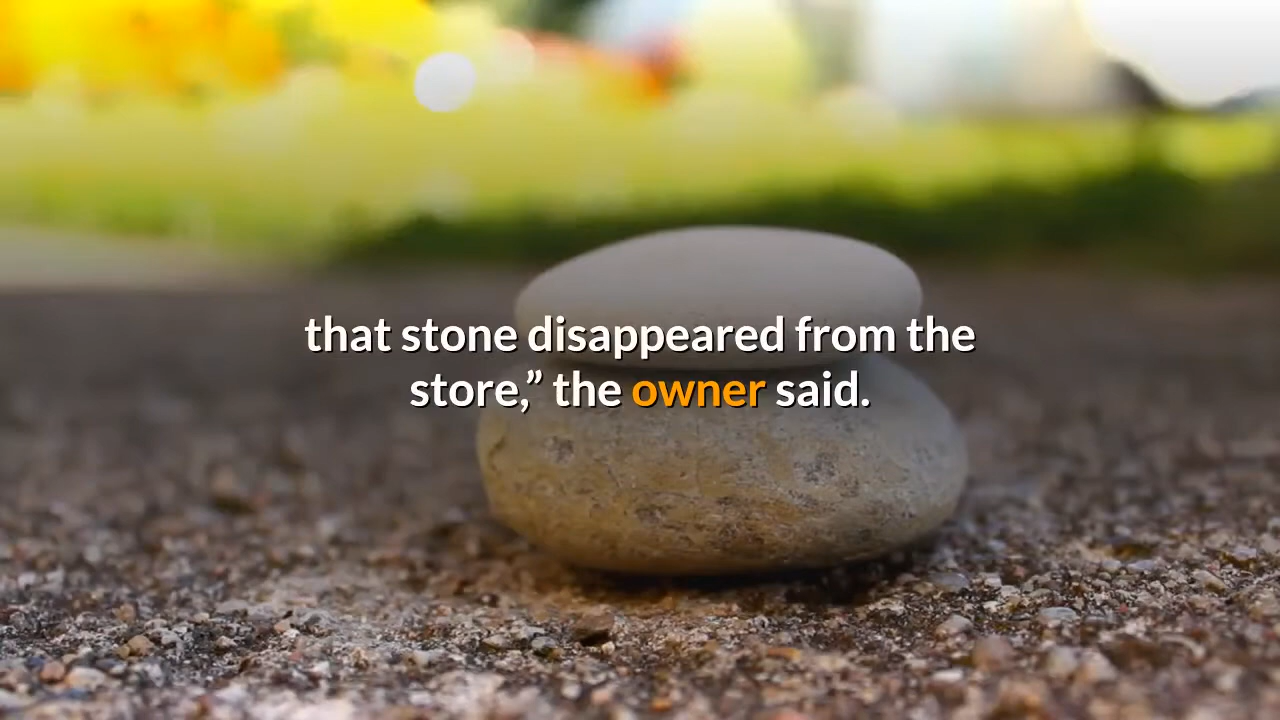 that stone disappeared from the
store,” the owner said.